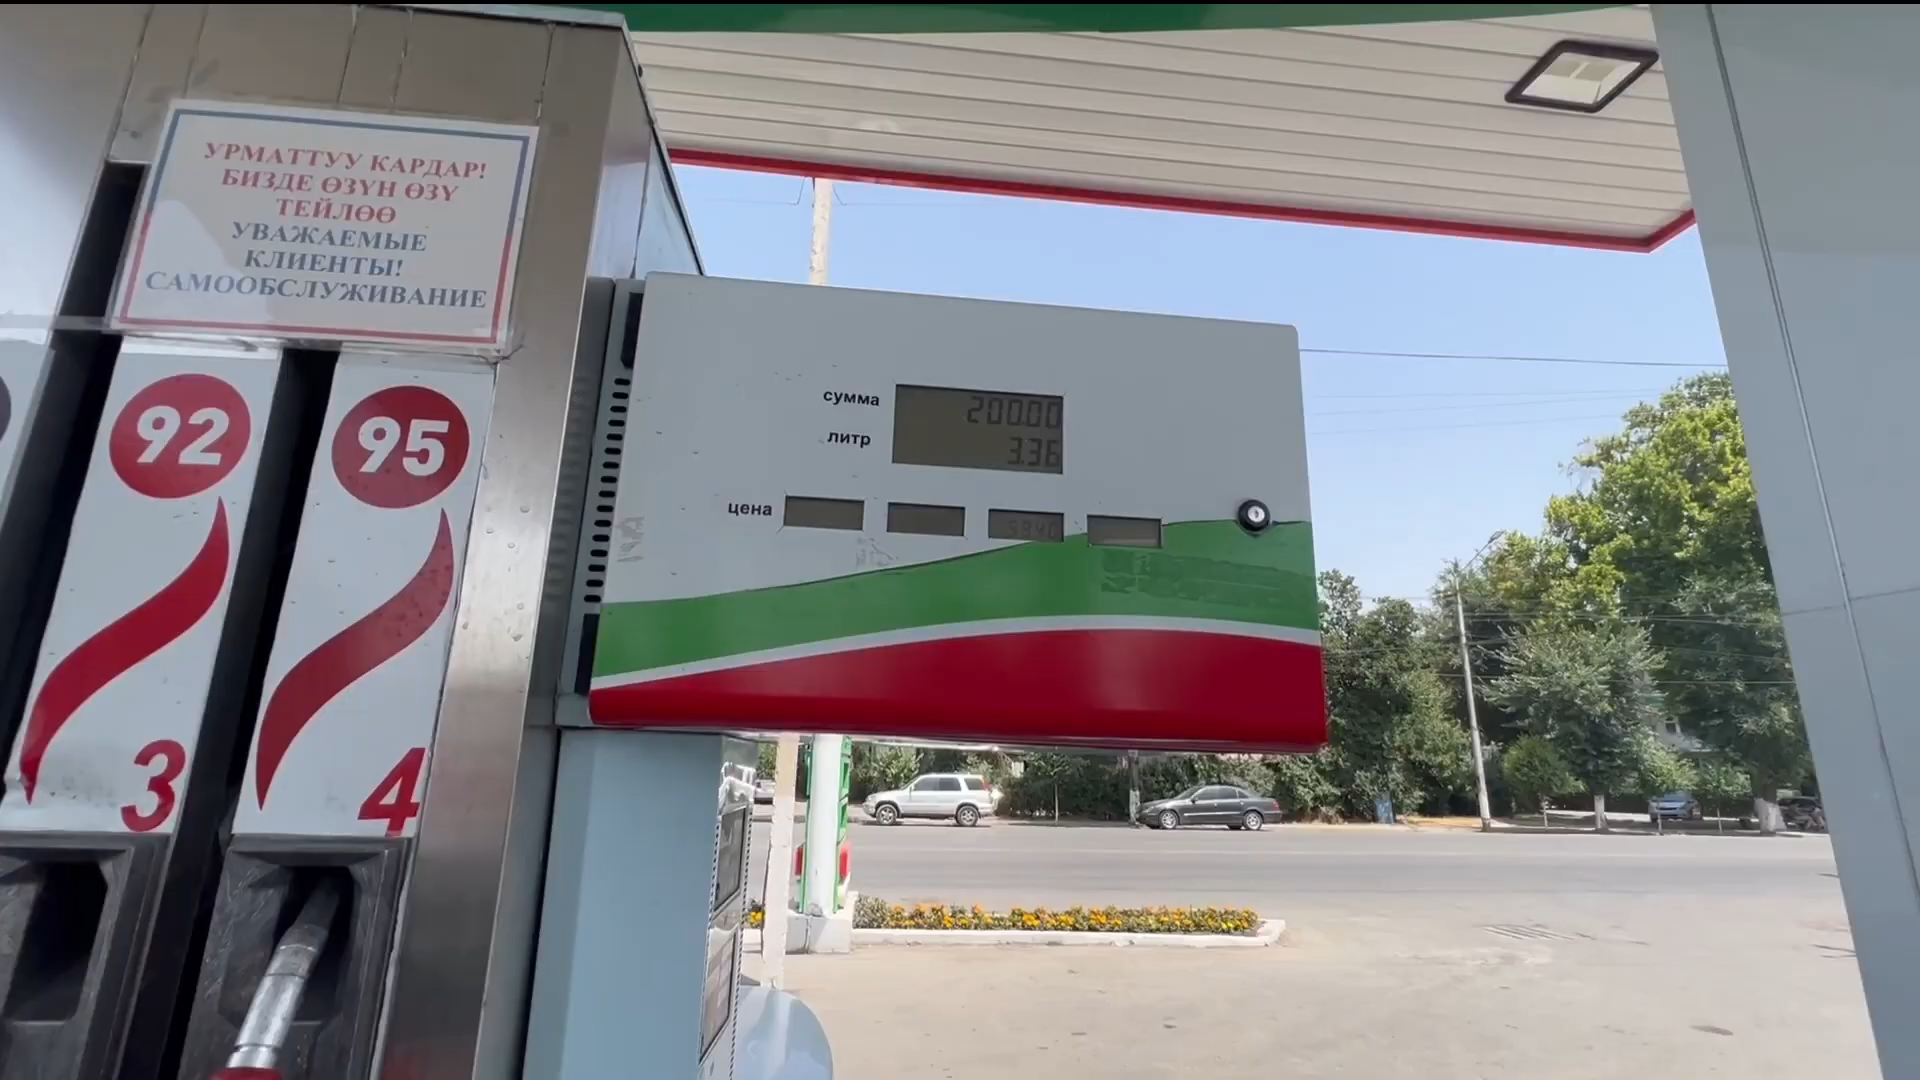 УРМАТТУУ КАРДАР!
БИЗДЕ ӨЗҮН ӨЗҮ
ТЕЙЛӨӨ
УВАЖАЕМЫЕ
КЛИЕНТЫ!
САМООБСЛУЖИВАНИЕ
92
95
3
4
сумма 200.00
литр 3.36
цена